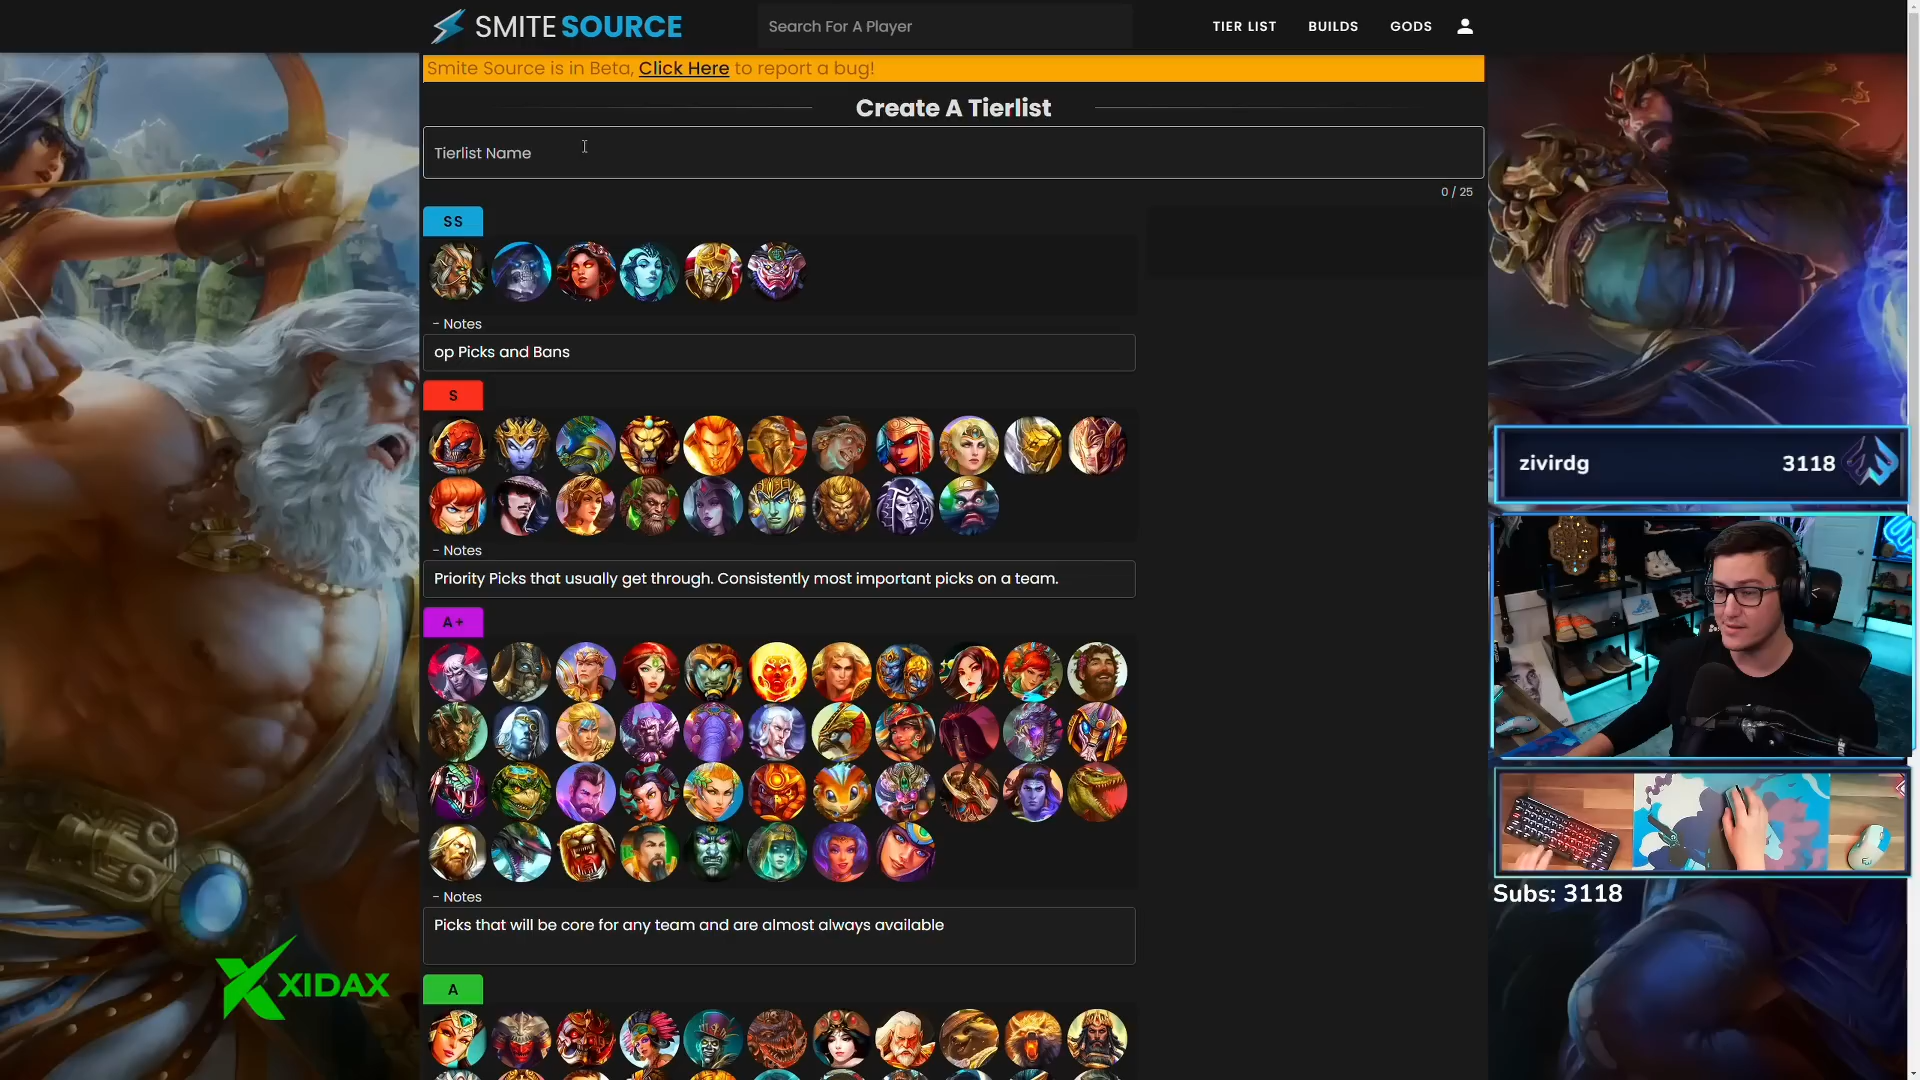 SMITE SOURCE
Search For A Player
TIER LIST
BUILDS
GODS
Smite Source is in Beta, Click Here to report a bug!
Create A Tierlist
Tierlist Name
0 / 25
SS
- Notes
op Picks and Bans
S
- Notes
Priority Picks that usually get through. Consistently most important picks on a team.
A+
- Notes
Picks that will be core for any team and are almost always available
A
zivirdg 3118
Subs: 3118
XIDAX